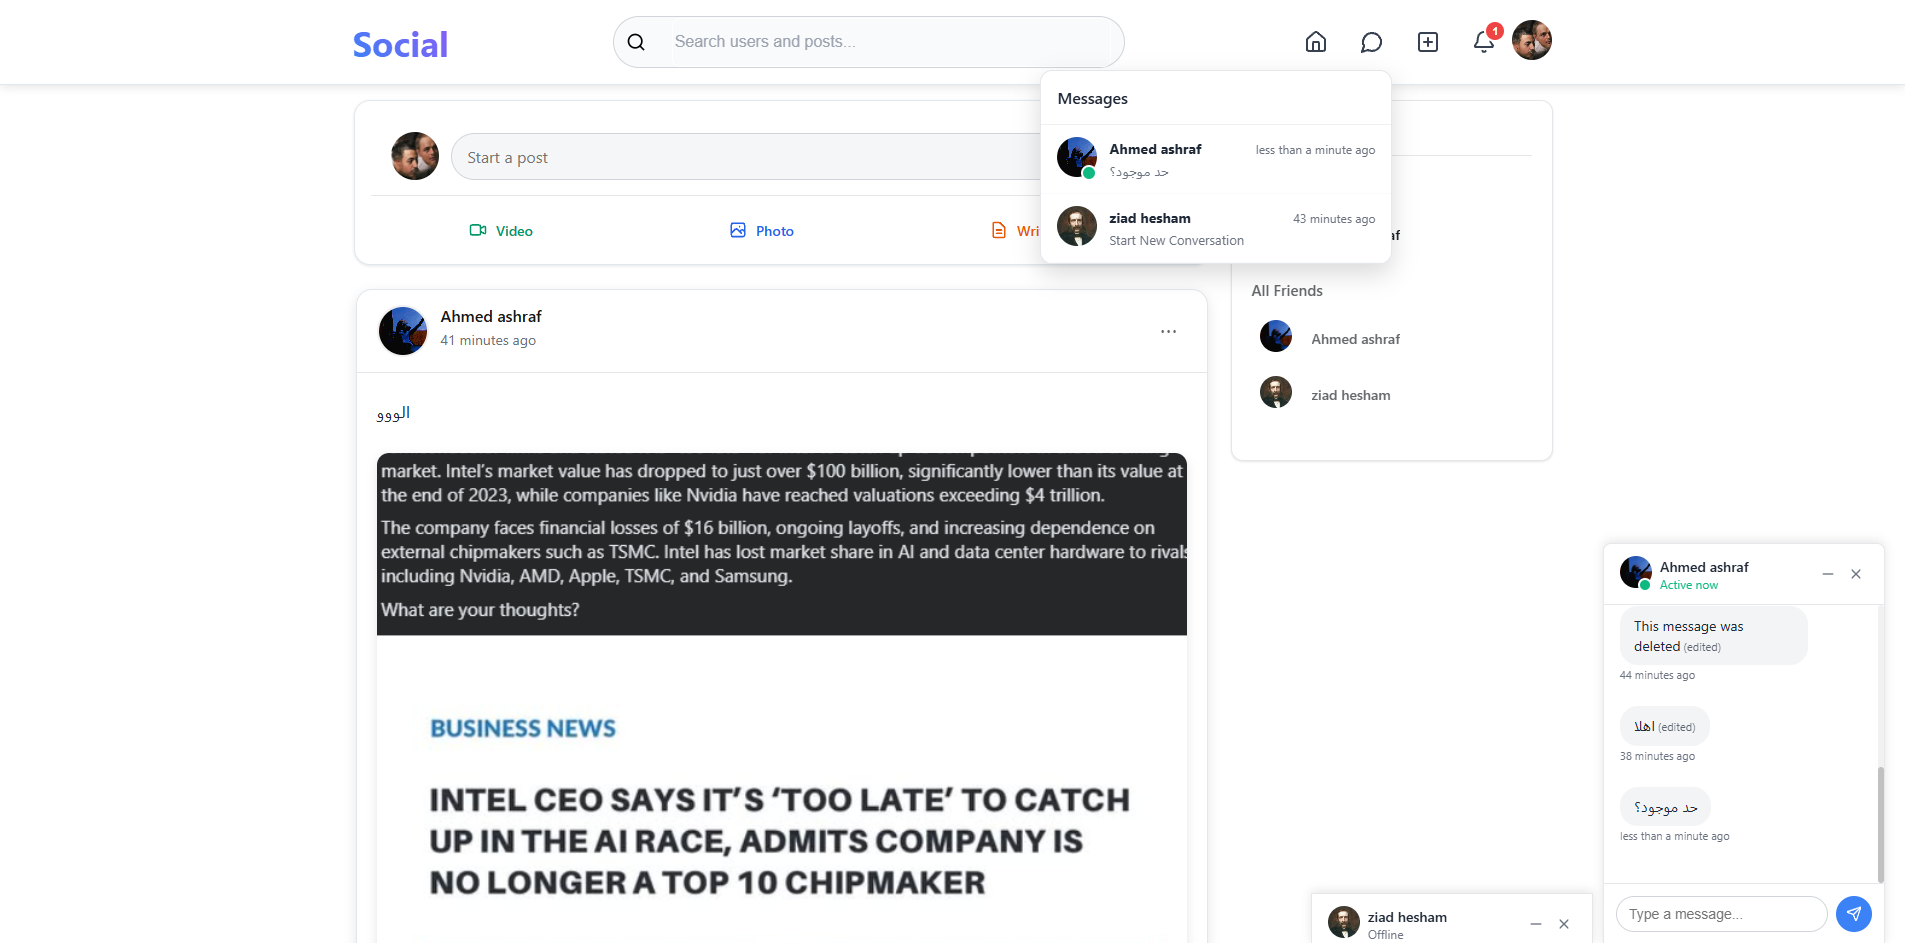 Social
Search users and posts...
1
Messages
Ahmed ashraf
less than a minute ago
حد موجود؟
ziad hesham
43 minutes ago
Start New Conversation
Start a post
Video
Photo
Ahmed ashraf
41 minutes ago
...
الووو
market. Intel's market value has dropped to just over $100 billion, significantly lower than its value at
the end of 2023, while companies like Nvidia have reached valuations exceeding $4 trillion.
The company faces financial losses of $16 billion, ongoing layoffs, and increasing dependence on
external chipmakers such as TSMC. Intel has lost market share in AI and data center hardware to rivals
including Nvidia, AMD, Apple, TSMC, and Samsung.
What are your thoughts?
BUSINESS NEWS
INTEL CEO SAYS IT'S ‘TOO LATE’ TO CATCH
UP IN THE AI RACE, ADMITS COMPANY IS
NO LONGER A TOP 10 CHIPMAKER
All Friends
Ahmed ashraf
ziad hesham
Ahmed ashraf
Active now
This message was
deleted (edited)
44 minutes ago
اهلا (edited)
38 minutes ago
حد موجود؟
less than a minute ago
Type a message...
ziad hesham
Offline